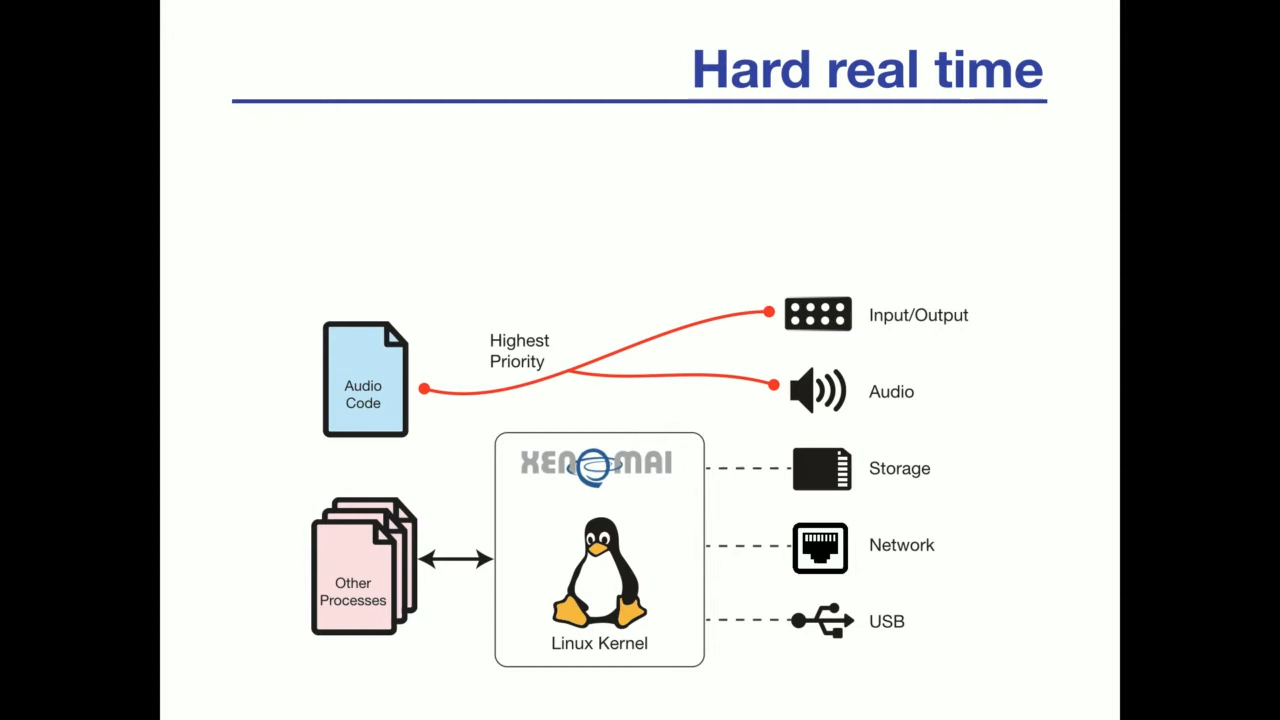 Hard real time
Input/Output
Highest
Priority
Audio
Code
Audio
XENOMAI
Storage
Network
Other
Processes
USB
Linux Kernel